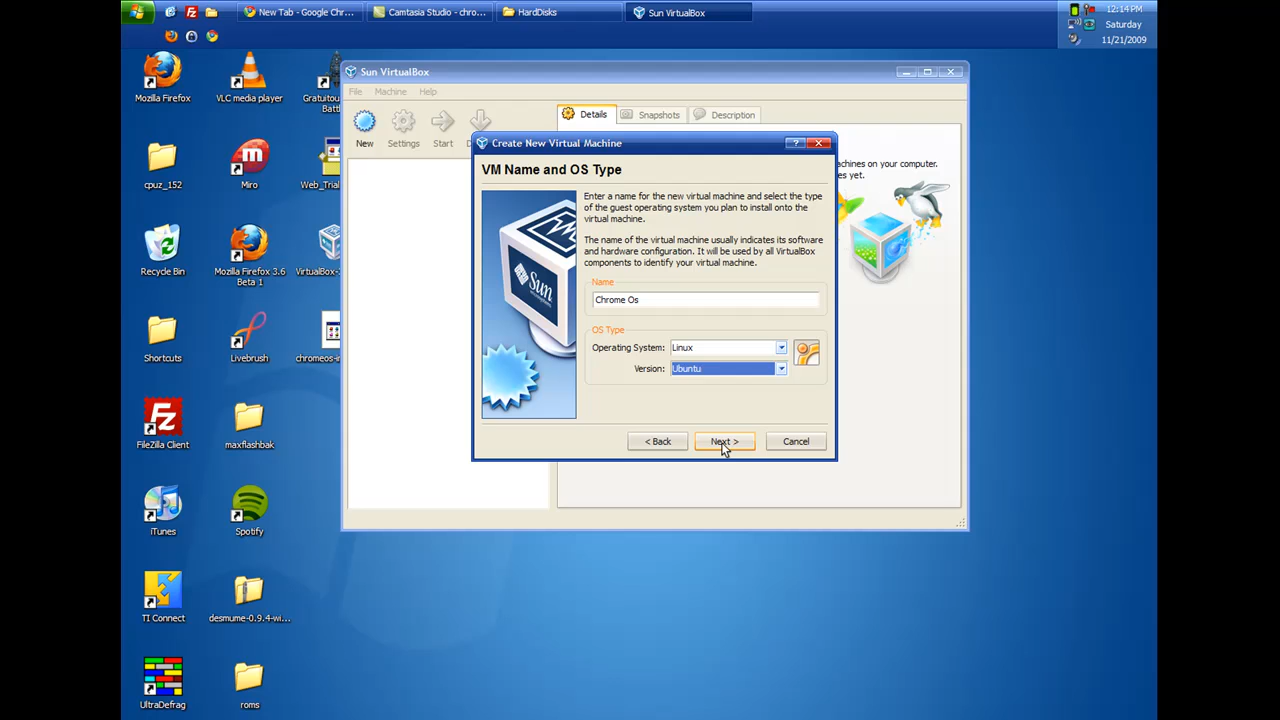 New Tab - Google Chr...
Camtasia Studio - chro...
HardDisks
Sun VirtualBox
12:14 PM
Saturday
11/21/2009
Mozilla Firefox
VLC media player
Gratuitou
Battl
cpuz_152
Miro
Web_Trial
Recycle Bin
Mozilla Firefox 3.6
Beta 1
VirtualBox-
Shortcuts
Livebrush
chromeos-i
FileZilla Client
maxflashbak
iTunes
Spotify
TI Connect
desmume-0.9.4-wi...
UltraDefrag
roms
Sun VirtualBox
File
Machine
Help
New
Settings
Start
Details
Snapshots
Description
achines on your computer.
es yet.
Create New Virtual Machine
VM Name and OS Type
Enter a name for the new virtual machine and select the type
of the guest operating system you plan to install onto the
virtual machine.
The name of the virtual machine usually indicates its software
and hardware configuration. It will be used by all VirtualBox
components to identify your virtual machine.
Sun
Name
Chrome Os
OS Type
Operating System:
Linux
Version:
Ubuntu
< Back
Next >
Cancel